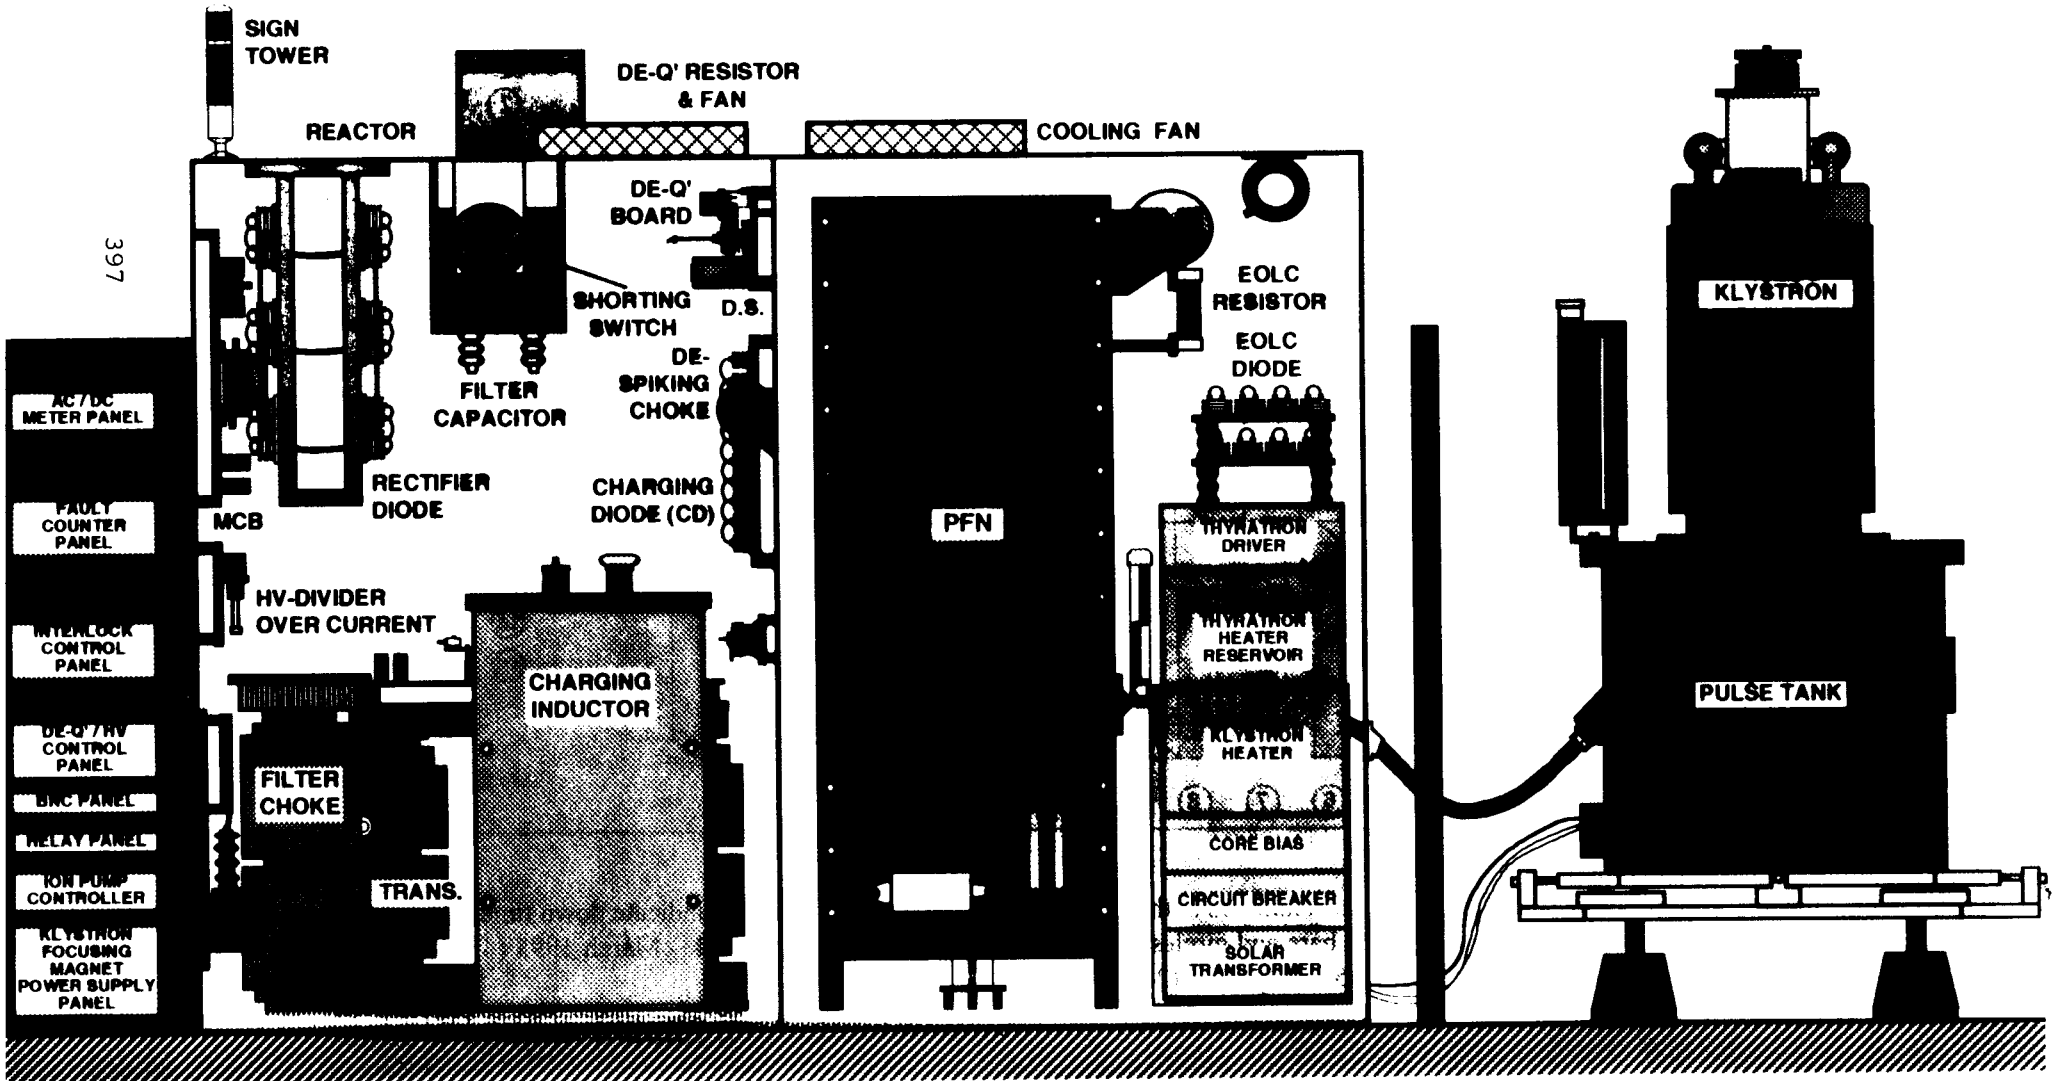 SIGN
TOWER
REACTOR
DE-Q' RESISTOR
& FAN
COOLING FAN
DE-Q'
BOARD
D.S.
SHORTING
SWITCH
FILTER
CAPACITOR
DE-
SPIKING
CHOKE
CHARGING
DIODE (CD)
RECTIFIER
DIODE
MCB
HV-DIVIDER
OVER CURRENT
397
AC / DC
METER PANEL
FAULT
COUNTER
PANEL
INTERLOCK
CONTROL
PANEL
DE-Q' / HV
CONTROL
PANEL
BNC PANEL
RELAY PANEL
ION PUMP
CONTROLLER
KLYSTRON
FOCUSING
MAGNET
POWER SUPPLY
PANEL
FILTER
CHOKE
TRANS.
CHARGING
INDUCTOR
PFN
EOLC
RESISTOR
EOLC
DIODE
THYRATRON
DRIVER
THYRATRON
HEATER
RESERVOIR
KLYSTRON
HEATER
CORE BIAS
CIRCUIT BREAKER
SOLAR
TRANSFORMER
KLYSTRON
PULSE TANK